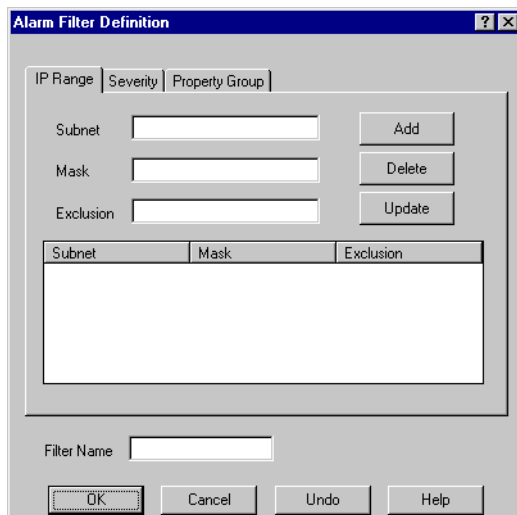 Alarm Filter Definition
IP Range Severity Property Group
Subnet Add
Mask Delete
Exclusion Update
Subnet Mask Exclusion
Filter Name
OK Cancel Undo Help